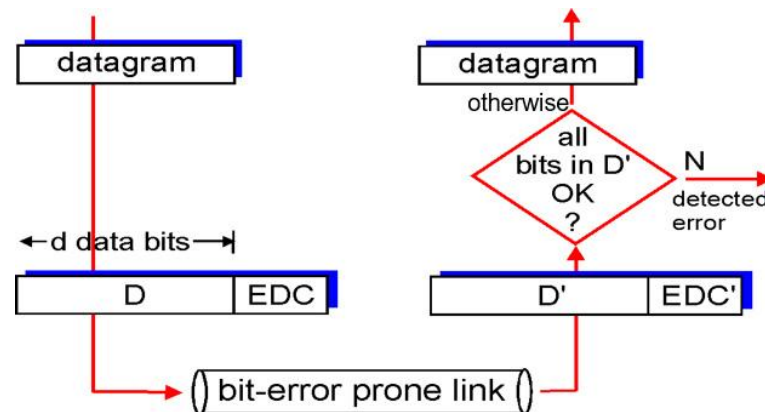 datagram
datagram
otherwise
all
bits in D'
OK
?
N
detected
error
d data bits
D
EDC
D'
EDC'
bit-error prone link